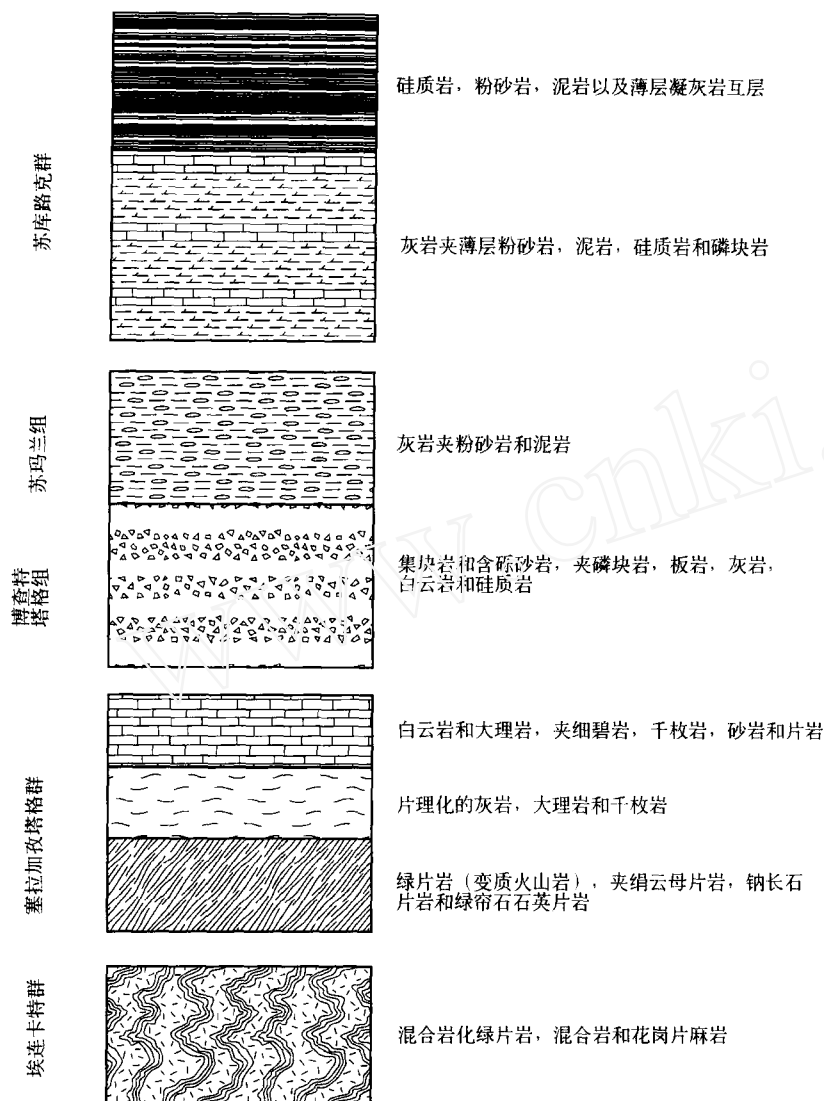 苏库路克群
硅质岩，粉砂岩，泥岩以及薄层凝灰岩互层
灰岩夹薄层粉砂岩，泥岩，硅质岩和磷块岩
苏玛兰组
灰岩夹粉砂岩和泥岩
博查特
塔格组
集块岩和含砾砂岩，夹磷块岩，板岩，灰岩，
白云岩和硅质岩
塞拉加孜塔格群
白云岩和大理岩，夹细碧岩，千枚岩，砂岩和片岩
片理化的灰岩，大理岩和千枚岩
绿片岩（变质火山岩），夹绢云母片岩，钠长石
片岩和绿帘石石英片岩
埃连卡特群
混合岩化绿片岩，混合岩和花岗片麻岩
www.cnki.